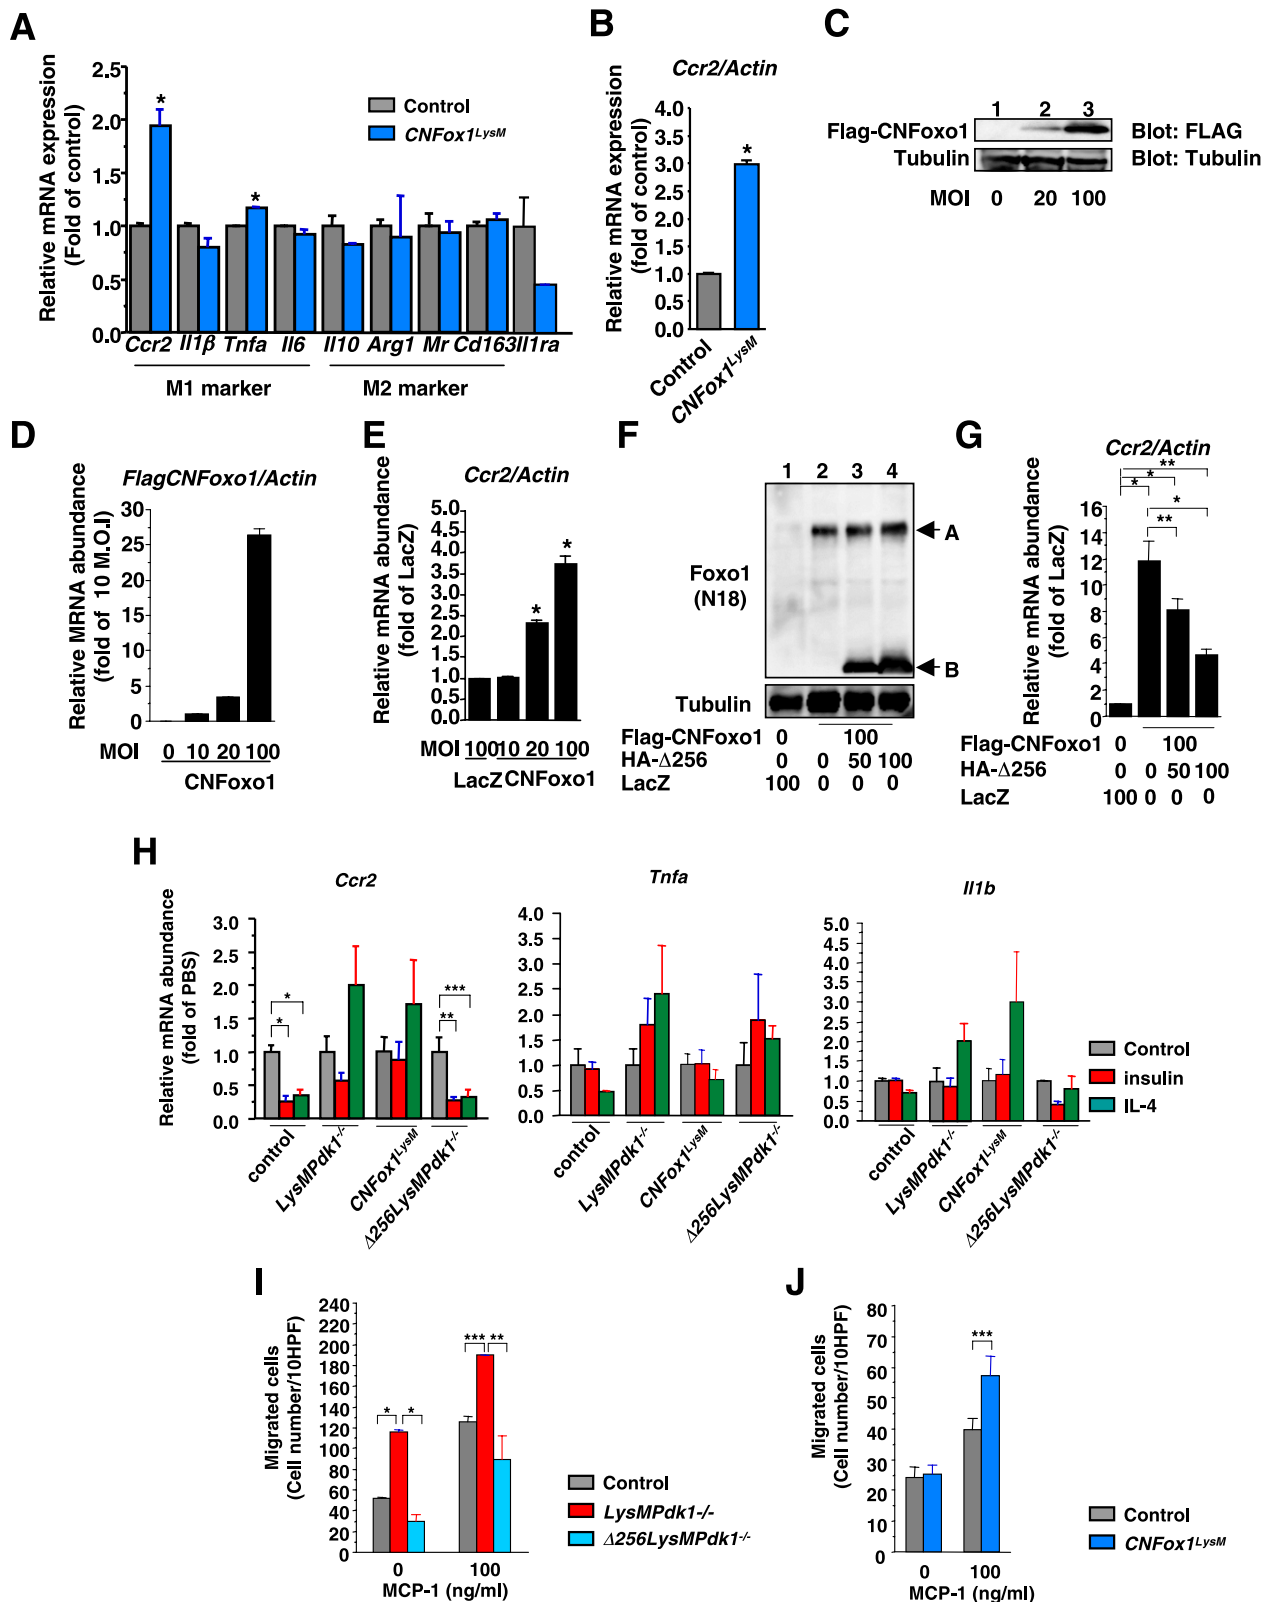 A
Relative mRNA expression
(Fold of control)
2.5
2.0
1.5
1.0
0.5
0.0
*
*
Control
CNFox1LysM
Ccr2 Il1β Tnfa Il6 Il10 Arg1 Mr Cd163 Il1ra
M1 marker M2 marker
B
Ccr2/Actin
Relative mRNA expression
(fold of control)
4.0
3.5
3.0
2.5
2.0
1.5
1.0
0.5
0.0
*
Control
CNFox1LysM
C
1 2 3
Flag-CNFoxo1 Blot: FLAG
Tubulin Blot: Tubulin
MOI 0 20 100
D
FlagCNFoxo1/Actin
Relative MRNA abundance
(fold of 10 M.O.I)
30
25
20
15
10
5
0
MOI 0 10 20 100
CNFoxo1
E
Ccr2/Actin
Relative mRNA abundance
(fold of LacZ)
5.0
4.5
4.0
3.5
3.0
2.5
2.0
1.5
1.0
0.5
0
* *
MOI 100 10 20 100
LacZ CNFoxo1
F
1 2 3 4
Foxo1
(N18)
A
B
Tubulin
Flag-CNFoxo1 0 100
HA-Δ256 0 0 50 100
LacZ 100 0 0 0
G
Ccr2/Actin
Relative mRNA abundance
(fold of LacZ)
16
14
12
10
8
6
4
2
0
**
*
*
*
**
Flag-CNFoxo1 0 100
HA-Δ256 0 0 50 100
LacZ 100 0 0 0
H
Relative mRNA abundance
(fold of PBS)
Ccr2
3.0
2.5
2.0
1.5
1.0
0.5
0.0
*
*
***
**
control
LysMPdk1-/-
CNFox1LysM
Δ256LysMPdk1-/-
Tnfa
4.0
3.5
3.0
2.5
2.0
1.5
1.0
0.5
0.0
control
LysMPdk1-/-
CNFox1LysM
Δ256LysMPdk1-/-
Il1b
5.0
4.5
4.0
3.5
3.0
2.5
2.0
1.5
1.0
0.5
0.0
control
LysMPdk1-/-
CNFox1LysM
Δ256LysMPdk1-/-
Control
insulin
IL-4
I
Migrated cells
(Cell number/10HPF)
240
220
200
180
160
140
120
100
80
60
40
20
0
* *
*** **
0 100
MCP-1 (ng/ml)
Control
LysMPdk1-/-
Δ256LysMPdk1-/-
J
Migrated cells
(Cell number/10HPF)
80
70
60
50
40
30
20
10
0
***
0 100
MCP-1 (ng/ml)
Control
CNFox1LysM